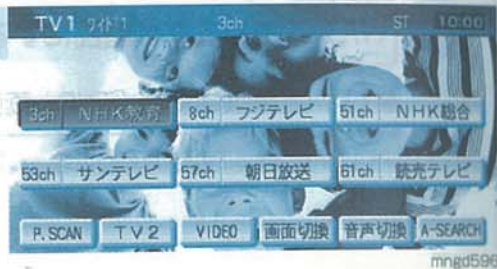 TV1 ワイド1 3ch ST 10:00
3ch NHK教育 8ch フジテレビ 51ch NHK総合
53ch サンテレビ 57ch 朝日放送 61ch 読売テレビ
P.SCAN TV2 VIDEO 画面切換 音声切換 A-SEARCH
mngd596